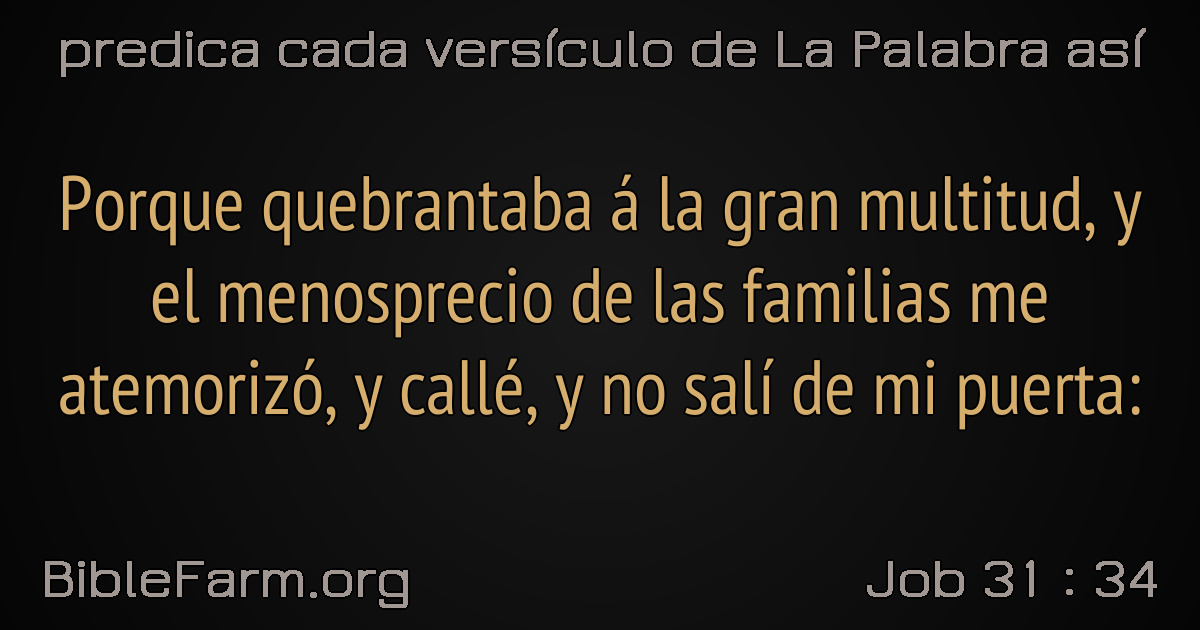 predica cada versículo de La Palabra así
Porque quebrantaba á la gran multitud, y
el menosprecio de las familias me
atemorizó, y callé, y no salí de mi puerta:
BibleFarm.org
Job 31 : 34